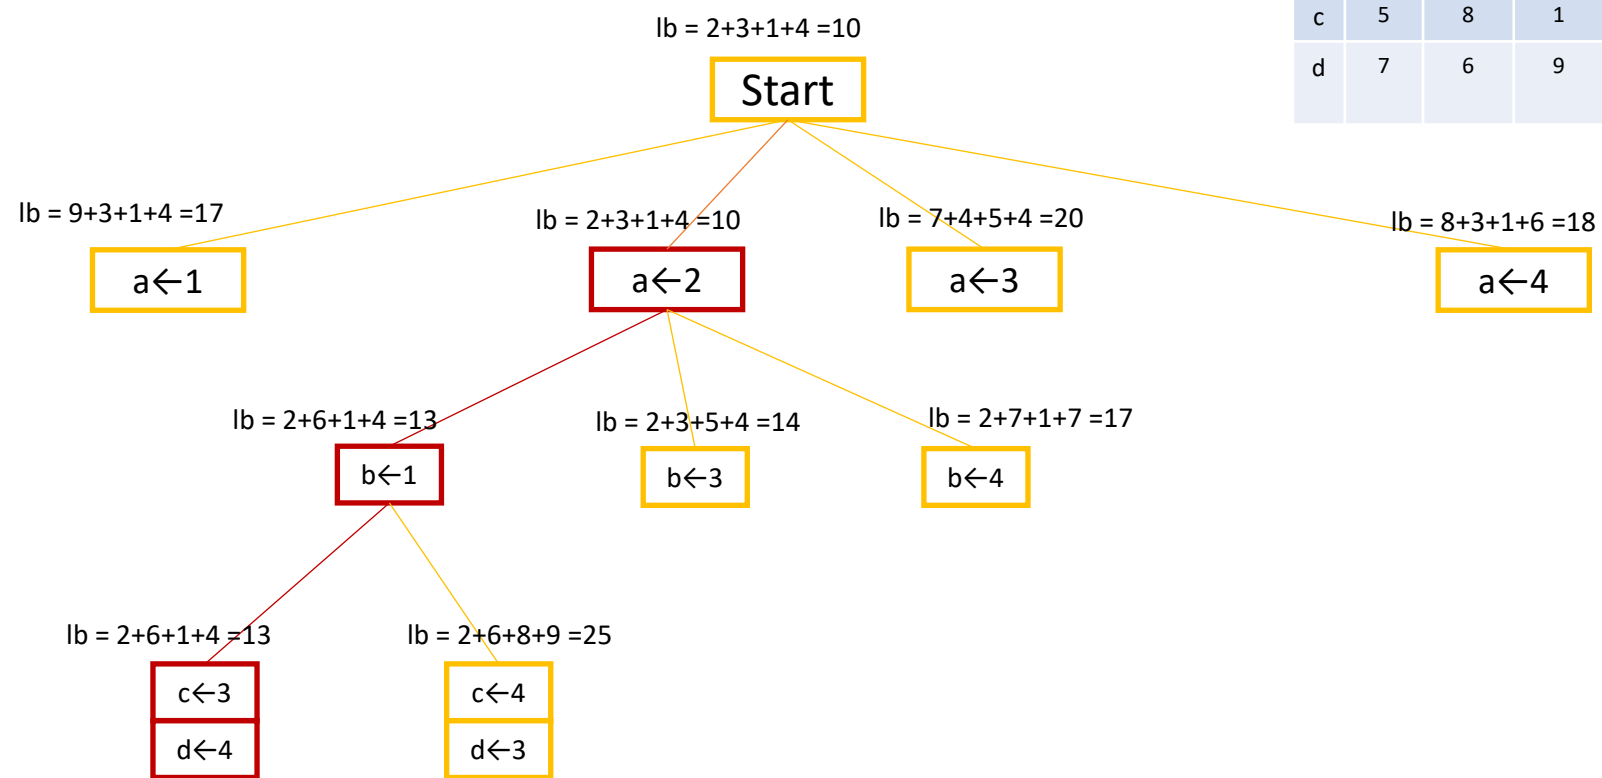 lb = 2+3+1+4 =10
c 5 8 1
d 7 6 9
Start
lb = 9+3+1+4 =17
lb = 2+3+1+4 =10
lb = 7+4+5+4 =20
lb = 8+3+1+6 =18
a←1
a←2
a←3
a←4
lb = 2+6+1+4 =13
lb = 2+3+5+4 =14
lb = 2+7+1+7 =17
b←1
b←3
b←4
lb = 2+6+1+4 =13
lb = 2+6+8+9 =25
c←3
c←4
d←4
d←3